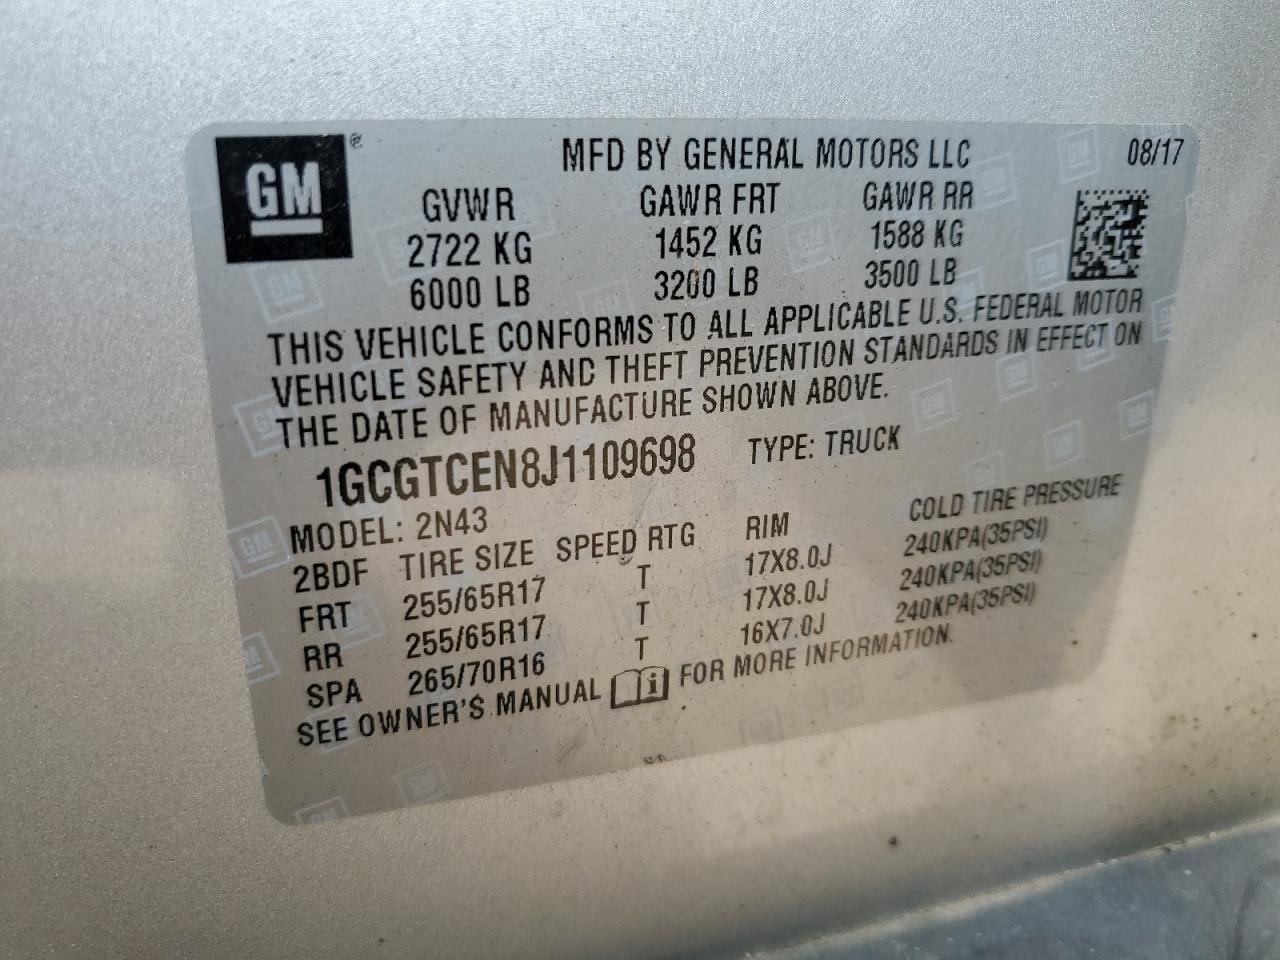 GM ®
MFD BY GENERAL MOTORS LLC 08/17
GVWR GAWR FRT GAWR RR
2722 KG 1452 KG 1588 KG
6000 LB 3200 LB 3500 LB
THIS VEHICLE CONFORMS TO ALL APPLICABLE U.S. FEDERAL MOTOR
VEHICLE SAFETY AND THEFT PREVENTION STANDARDS IN EFFECT ON
THE DATE OF MANUFACTURE SHOWN ABOVE.
1GCGTCEN8J1109698 TYPE: TRUCK
MODEL: 2N43
2BDF TIRE SIZE SPEED RTG RIM COLD TIRE PRESSURE
FRT 255/65R17 T 17X8.0J 240KPA(35PSI)
RR 255/65R17 T 17X8.0J 240KPA(35PSI)
SPA 265/70R16 T 16X7.0J 240KPA(35PSI)
SEE OWNER'S MANUAL FOR MORE INFORMATION.